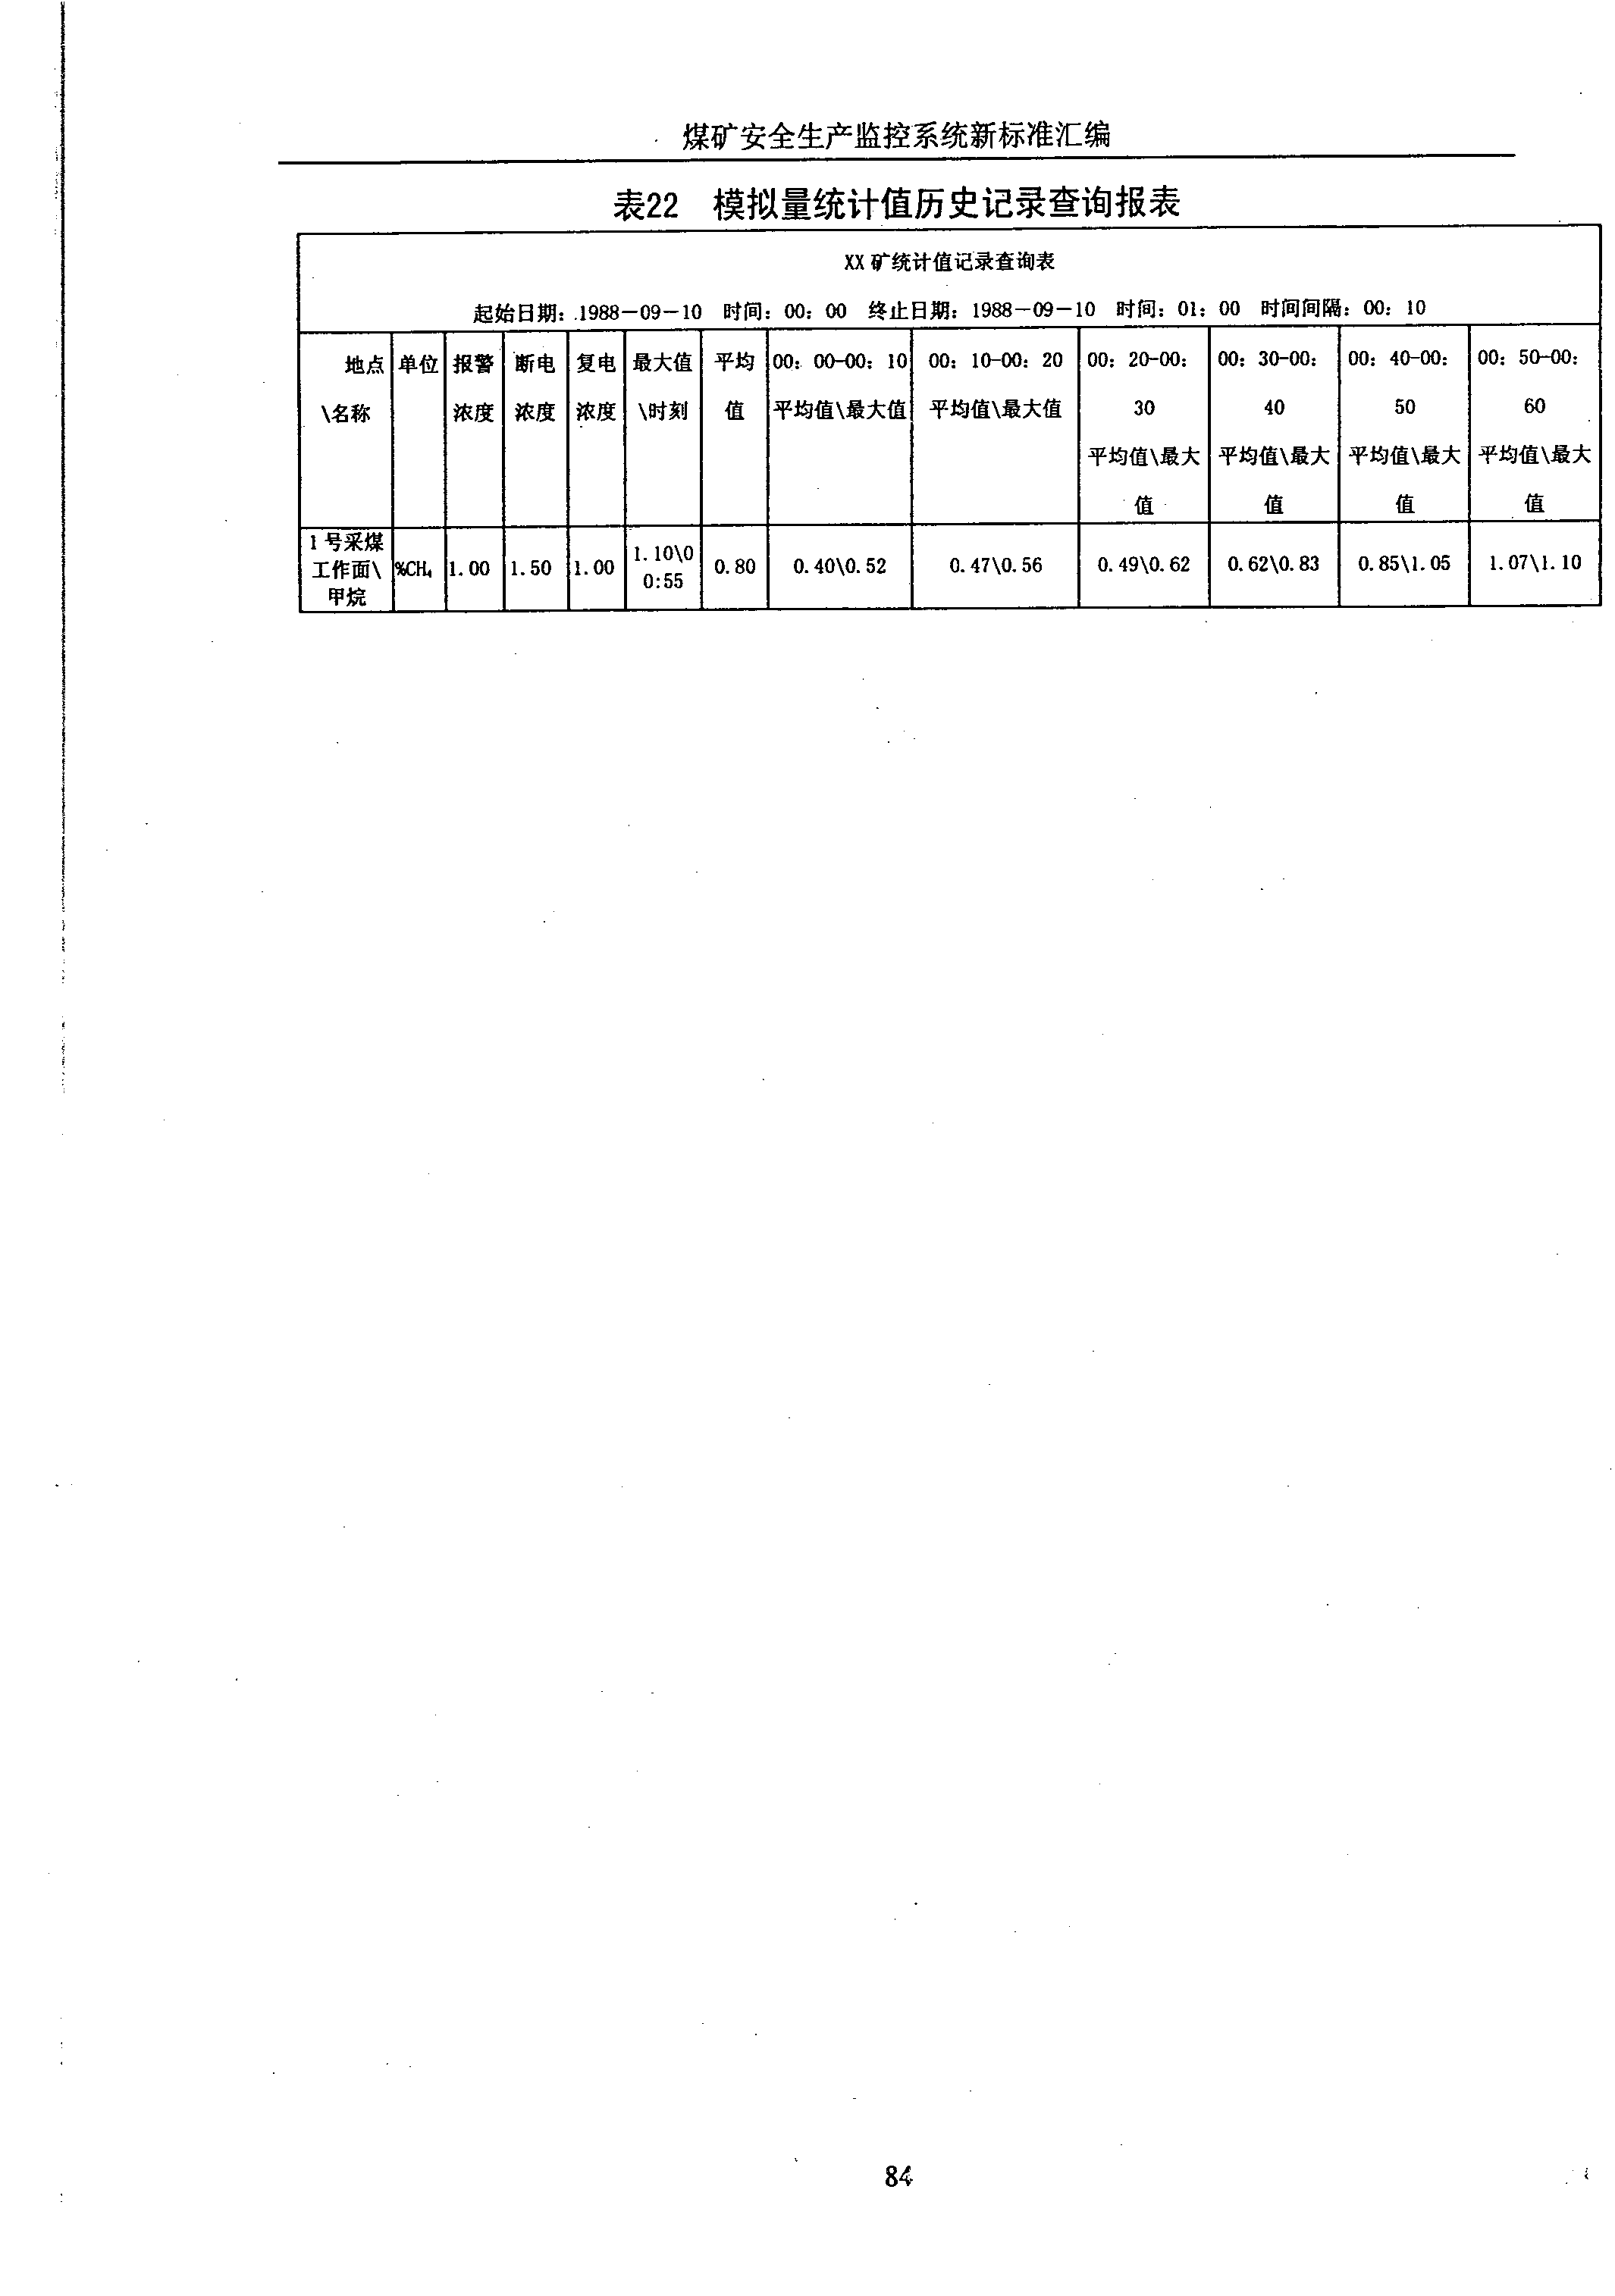 煤矿安全生产监控系统新标准汇编
表22 模拟量统计值历史记录查询报表
XX 矿统计值记录查询表
起始日期：1988－09－10 时间：00：00 终止日期：1988－09－10 时间：01：00 时间间隔：00：10
地点 单位 报警 断电 复电 最大值 平均 00：00-00：10 00：10-00：20 00：20-00： 00：30-00： 00：40-00： 00：50-00：
\名称 浓度 浓度 浓度 \时刻 值 平均值\最大值 平均值\最大值 30 40 50 60
平均值\最大 平均值\最大 平均值\最大 平均值\最大
值 值 值 值
1 号采煤
工作面\ %CH₄ 1.00 1.50 1.00 1.10\0 0.80 0.40\0.52 0.47\0.56 0.49\0.62 0.62\0.83 0.85\1.05 1.07\1.10
甲烷 0:55
84